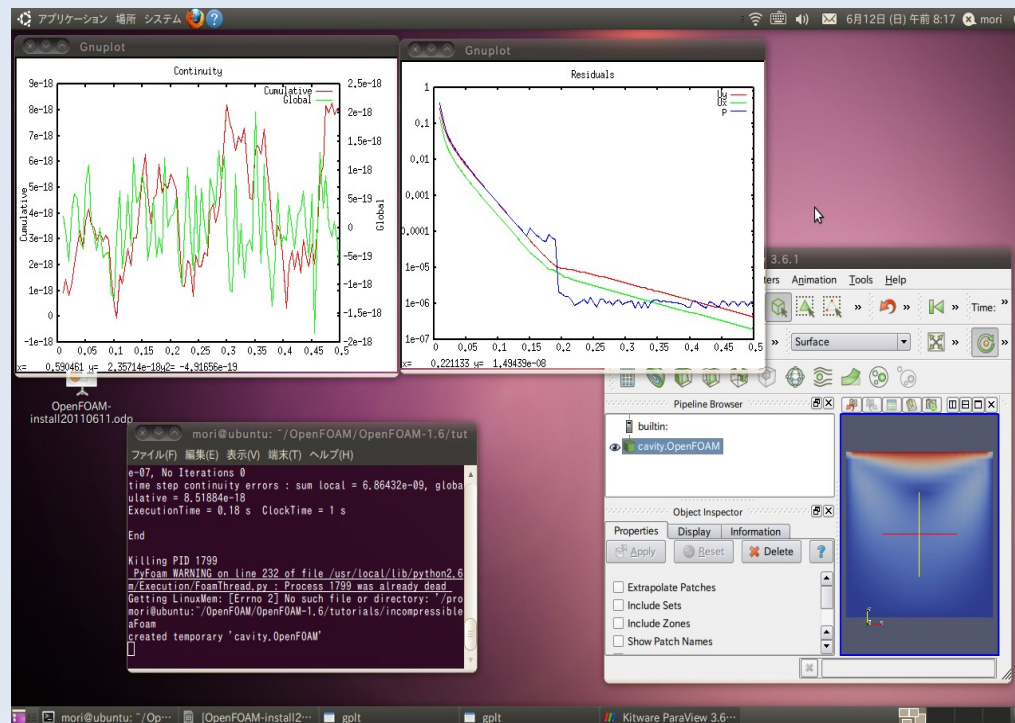 アプリケーション 場所 システム
6月12日 (日) 午前 8:17 mori
Gnuplot
Continuity
Cumulative
Global
9e-18
8e-18
7e-18
6e-18
5e-18
4e-18
3e-18
2e-18
1e-18
0
-1e-18
2.5e-18
2e-18
1.5e-18
1e-18
5e-19
0
-5e-19
-1e-18
-1.5e-18
-2e-18
Cumulative
Global
0 0.05 0.1 0.15 0.2 0.25 0.3 0.35 0.4 0.45 0.5
x= 0.590461 y= 2.35714e-18y2= -4.91656e-19
Gnuplot
Residuals
Uy
Ux
p
1
0.1
0.01
0.001
0.0001
1e-05
1e-06
1e-07
0 0.05 0.1 0.15 0.2 0.25 0.3 0.35 0.4 0.45 0.5
x= 0.221133 y= 1.49439e-08
OpenFOAM-
install20110611.odp
mori@ubuntu: ~/OpenFOAM/OpenFOAM-1.6/tut
ファイル(F) 編集(E) 表示(V) 端末(T) ヘルプ(H)
e-07, No Iterations 0
time step continuity errors : sum local = 6.86432e-09, globa
ulative = 8.51884e-18
ExecutionTime = 0.18 s ClockTime = 1 s
End
Killing PID 1799
PyFoam WARNING on line 232 of file /usr/local/lib/python2.6
m/Execution/FoamThread.py : Process 1799 was already dead
Getting LinuxMem: [Errno 2] No such file or directory: '/pro
mori@ubuntu:~/OpenFOAM/OpenFOAM-1.6/tutorials/incompressible
aFoam
created temporary 'cavity.OpenFOAM'
3.6.1
ters Animation Tools Help
Time:
Surface
Pipeline Browser
builtin:
cavity.OpenFOAM
Object Inspector
Properties Display Information
Apply Reset Delete ?
Extrapolate Patches
Include Sets
Include Zones
Show Patch Names
mori@ubuntu: ~/Op… [OpenFOAM-install2… gplt gplt Kitware ParaView 3.6…